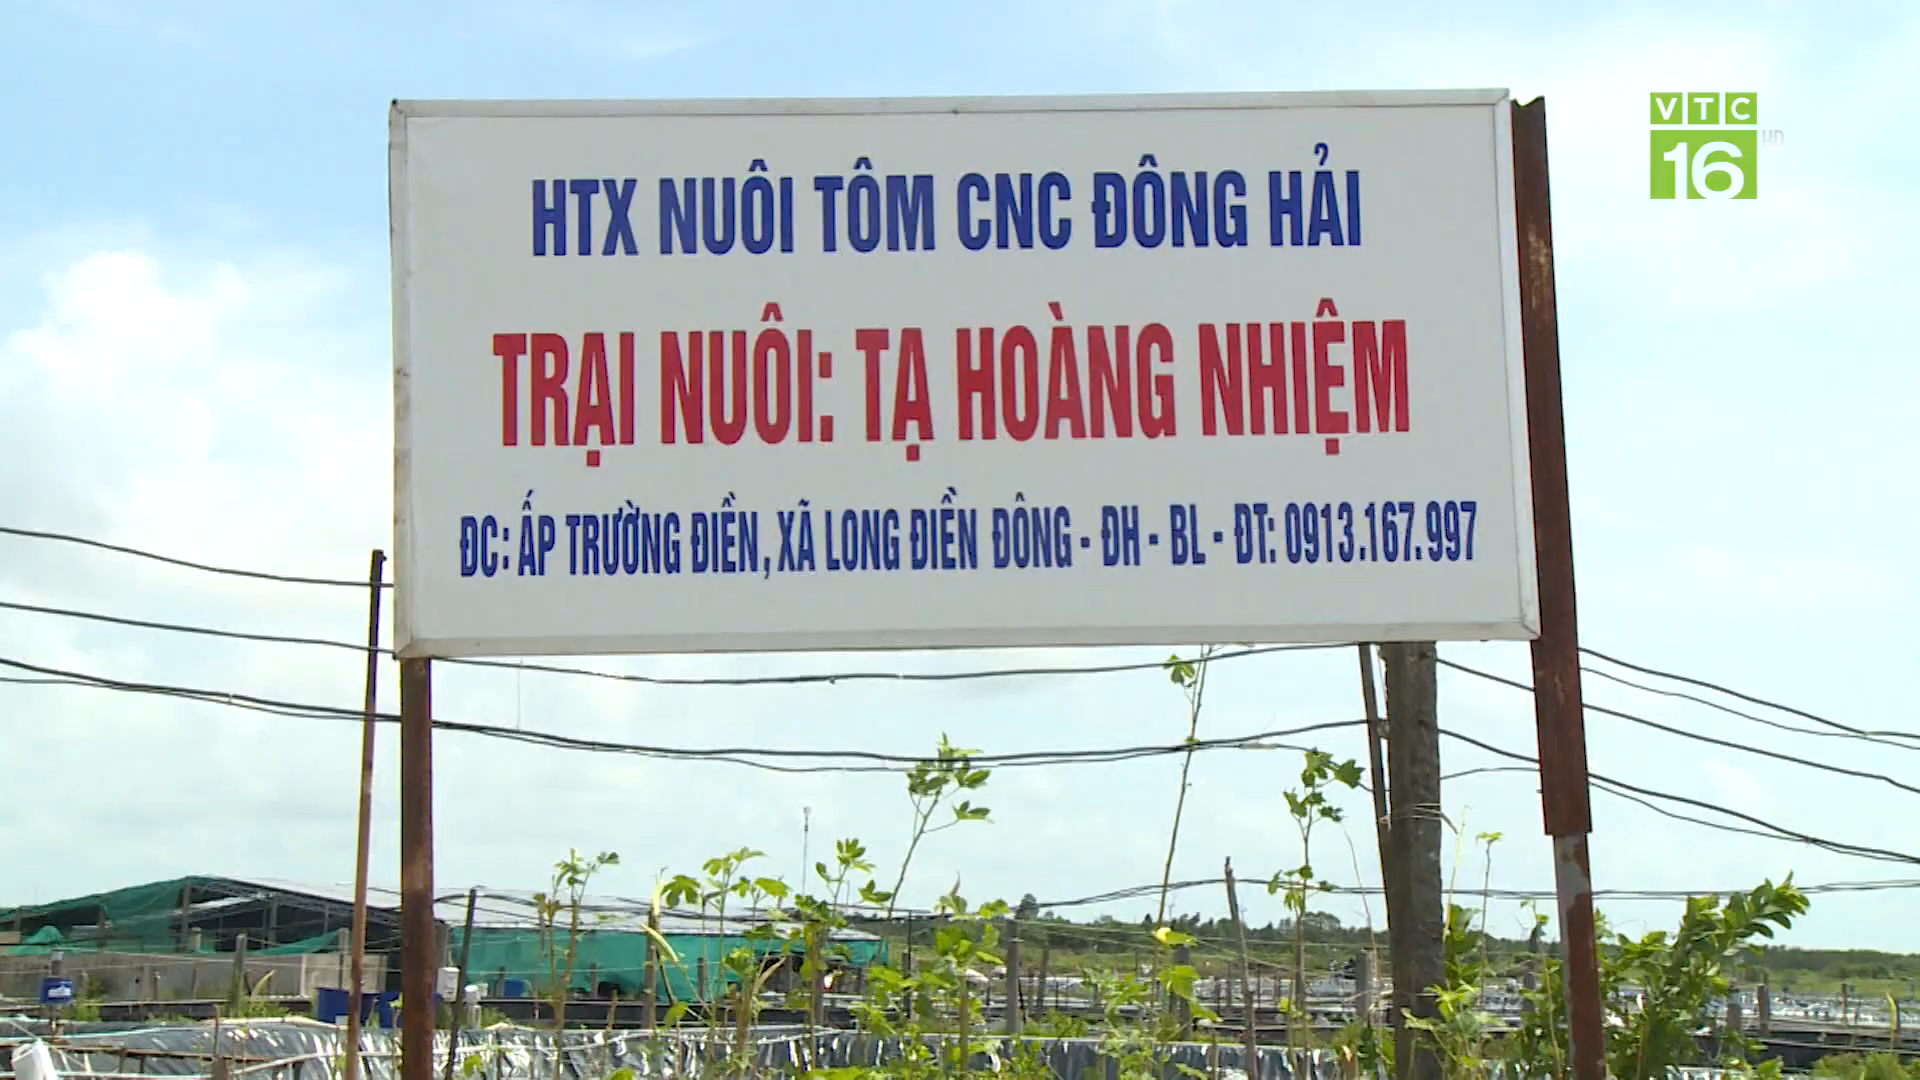 VTC
16
HD
HTX NUÔI TÔM CNC ĐÔNG HẢI
TRẠI NUÔI: TẠ HOÀNG NHIỆM
ĐC: ẤP TRƯỜNG ĐIỀN, XÃ LONG ĐIỀN ĐÔNG - ĐH - BL - ĐT: 0913.167.997